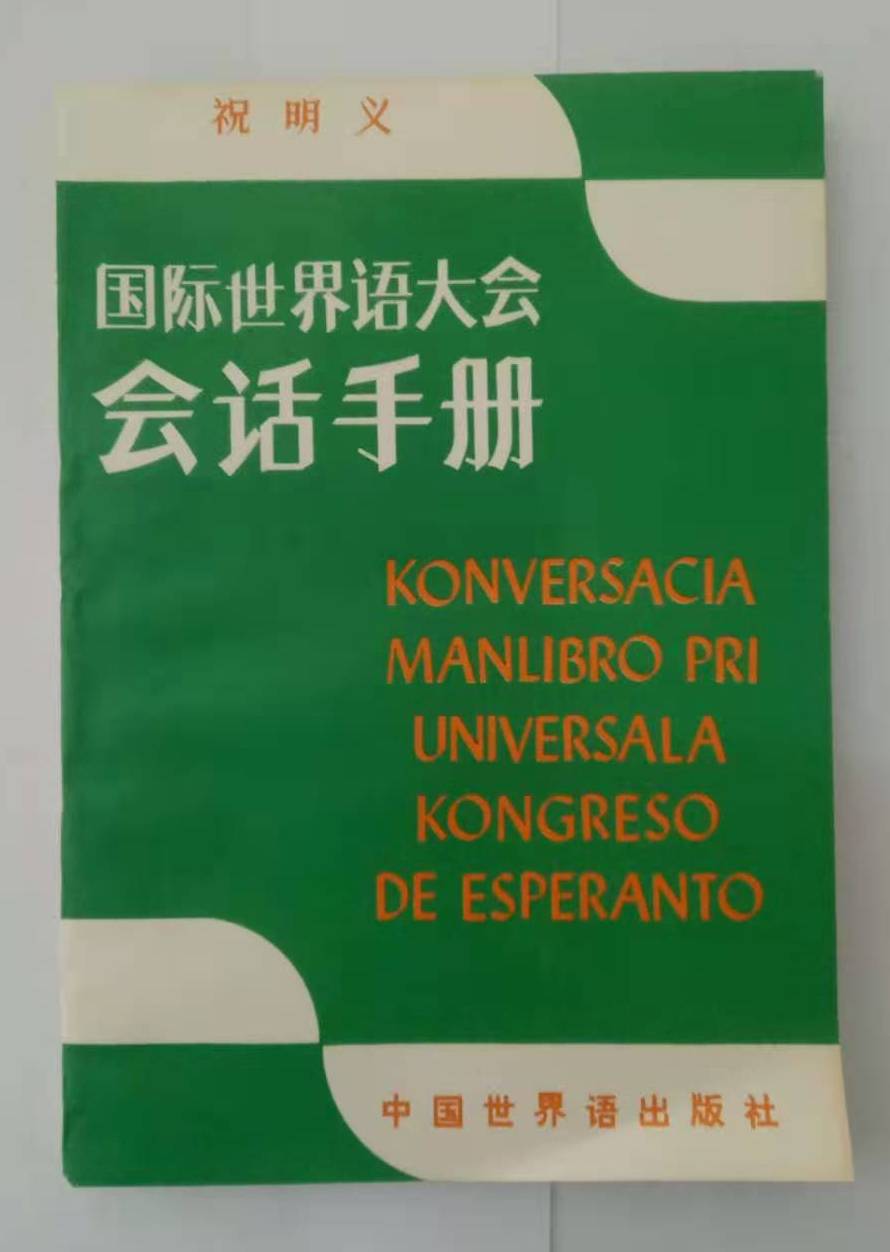 祝明义
国际世界语大会
会话手册
KONVERSACIA
MANLIBRO PRI
UNIVERSALA
KONGRESO
DE ESPERANTO
中国世界语出版社